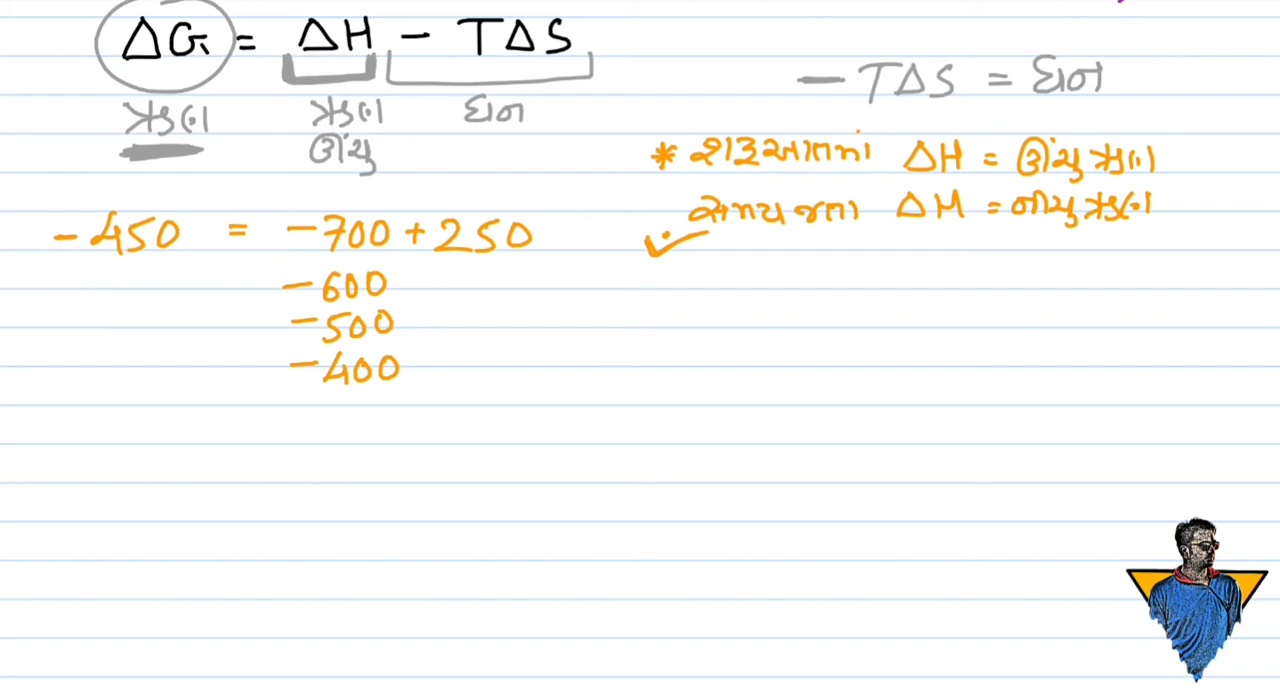 ΔG = ΔH - TΔS
ઋણ ઋણ ઊંચુ ધન
- TΔS = ધન
* શરૂઆતમાં ΔH = ઊંચુ ઋણ
સમય જતા ΔH = નીચુ ઋણ
-450 = -700 + 250
-600
-500
-400